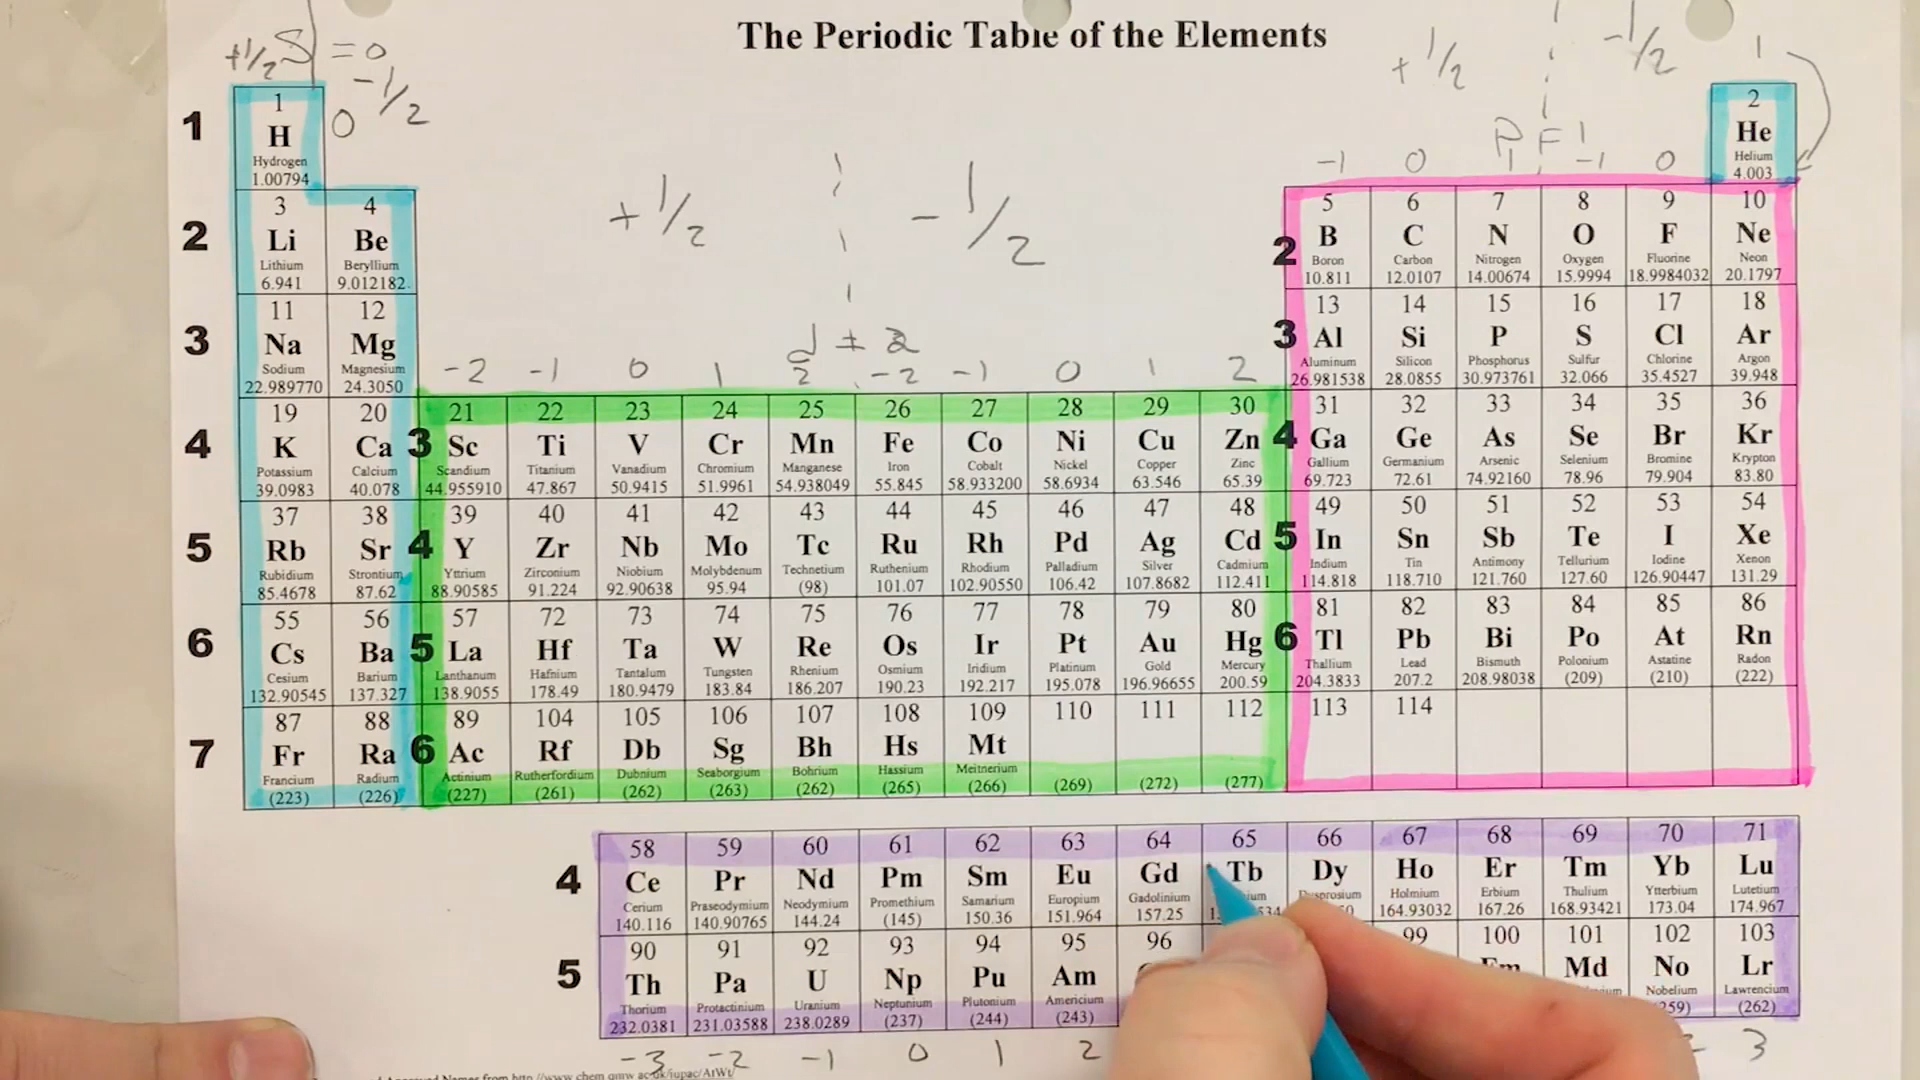 The Periodic Table of the Elements
+1/2 S = 0 -1/2
0
+1/2 -1/2
1
+1/2 -1/2
-1 0 1 -1 0
d ± 2
-2 -1 0 1 2 -2 -1 0 1 2
1 1 2
H He
Hydrogen Helium
1.00794 4.003
3 4 5 6 7 8 9 10
2 Li Be 2 B C N O F Ne
Lithium Beryllium Boron Carbon Nitrogen Oxygen Fluorine Neon
6.941 9.012182 10.811 12.0107 14.00674 15.9994 18.9984032 20.1797
11 12 13 14 15 16 17 18
3 Na Mg 3 Al Si P S Cl Ar
Sodium Magnesium Aluminum Silicon Phosphorus Sulfur Chlorine Argon
22.989770 24.3050 26.981538 28.0855 30.973761 32.066 35.4527 39.948
19 20 21 22 23 24 25 26 27 28 29 30 31 32 33 34 35 36
4 K Ca 3 Sc Ti V Cr Mn Fe Co Ni Cu Zn 4 Ga Ge As Se Br Kr
Potassium Calcium Scandium Titanium Vanadium Chromium Manganese Iron Cobalt Nickel Copper Zinc Gallium Germanium Arsenic Selenium Bromine Krypton
39.0983 40.078 44.955910 47.867 50.9415 51.9961 54.938049 55.845 58.933200 58.6934 63.546 65.39 69.723 72.61 74.92160 78.96 79.904 83.80
37 38 39 40 41 42 43 44 45 46 47 48 49 50 51 52 53 54
5 Rb Sr 4 Y Zr Nb Mo Tc Ru Rh Pd Ag Cd 5 In Sn Sb Te I Xe
Rubidium Strontium Yttrium Zirconium Niobium Molybdenum Technetium Ruthenium Rhodium Palladium Silver Cadmium Indium Tin Antimony Tellurium Iodine Xenon
85.4678 87.62 88.90585 91.224 92.90638 95.94 (98) 101.07 102.90550 106.42 107.8682 112.411 114.818 118.710 121.760 127.60 126.90447 131.29
55 56 57 72 73 74 75 76 77 78 79 80 81 82 83 84 85 86
6 Cs Ba 5 La Hf Ta W Re Os Ir Pt Au Hg 6 Tl Pb Bi Po At Rn
Cesium Barium Lanthanum Hafnium Tantalum Tungsten Rhenium Osmium Iridium Platinum Gold Mercury Thallium Lead Bismuth Polonium Astatine Radon
132.90545 137.327 138.9055 178.49 180.9479 183.84 186.207 190.23 192.217 195.078 196.96655 200.59 204.3833 207.2 208.98038 (209) (210) (222)
87 88 89 104 105 106 107 108 109 110 111 112 113 114
7 Fr Ra 6 Ac Rf Db Sg Bh Hs Mt
Francium Radium Actinium Rutherfordium Dubnium Seaborgium Bohrium Hassium Meitnerium
(223) (226) (227) (261) (262) (263) (262) (265) (266) (269) (272) (277)
58 59 60 61 62 63 64 65 66 67 68 69 70 71
4 Ce Pr Nd Pm Sm Eu Gd Tb Dy Ho Er Tm Yb Lu
Cerium Praseodymium Neodymium Promethium Samarium Europium Gadolinium Holmium Erbium Thulium Ytterbium Lutetium
140.116 140.90765 144.24 (145) 150.36 151.964 157.25 164.93032 167.26 168.93421 173.04 174.967
90 91 92 93 94 95 96 99 100 101 102 103
5 Th Pa U Np Pu Am Md No Lr
Thorium Protactinium Uranium Neptunium Plutonium Americium Nobelium Lawrencium
232.0381 231.03588 238.0289 (237) (244) (243) (262)
-3 -2 -1 0 1 2 3
Names from http://www.chem.qmw.ac.uk/iupac/AtWt/